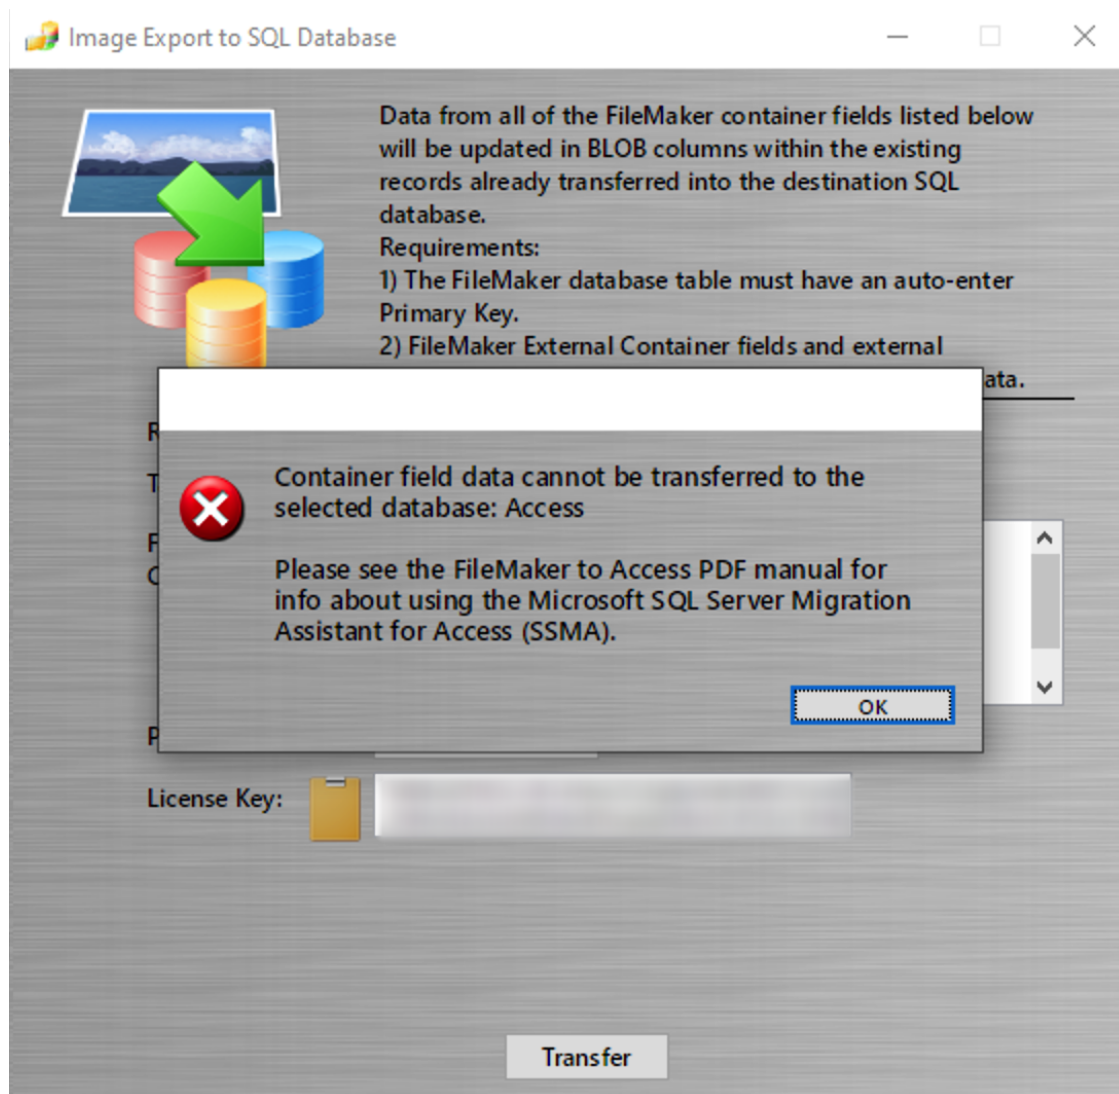 Image Export to SQL Database
Data from all of the FileMaker container fields listed below
will be updated in BLOB columns within the existing
records already transferred into the destination SQL
database.
Requirements:
1) The FileMaker database table must have an auto-enter
Primary Key.
2) FileMaker External Container fields and external
ata.
R
T
F
C
Container field data cannot be transferred to the
selected database: Access
Please see the FileMaker to Access PDF manual for
info about using the Microsoft SQL Server Migration
Assistant for Access (SSMA).
OK
P
License Key:
Transfer